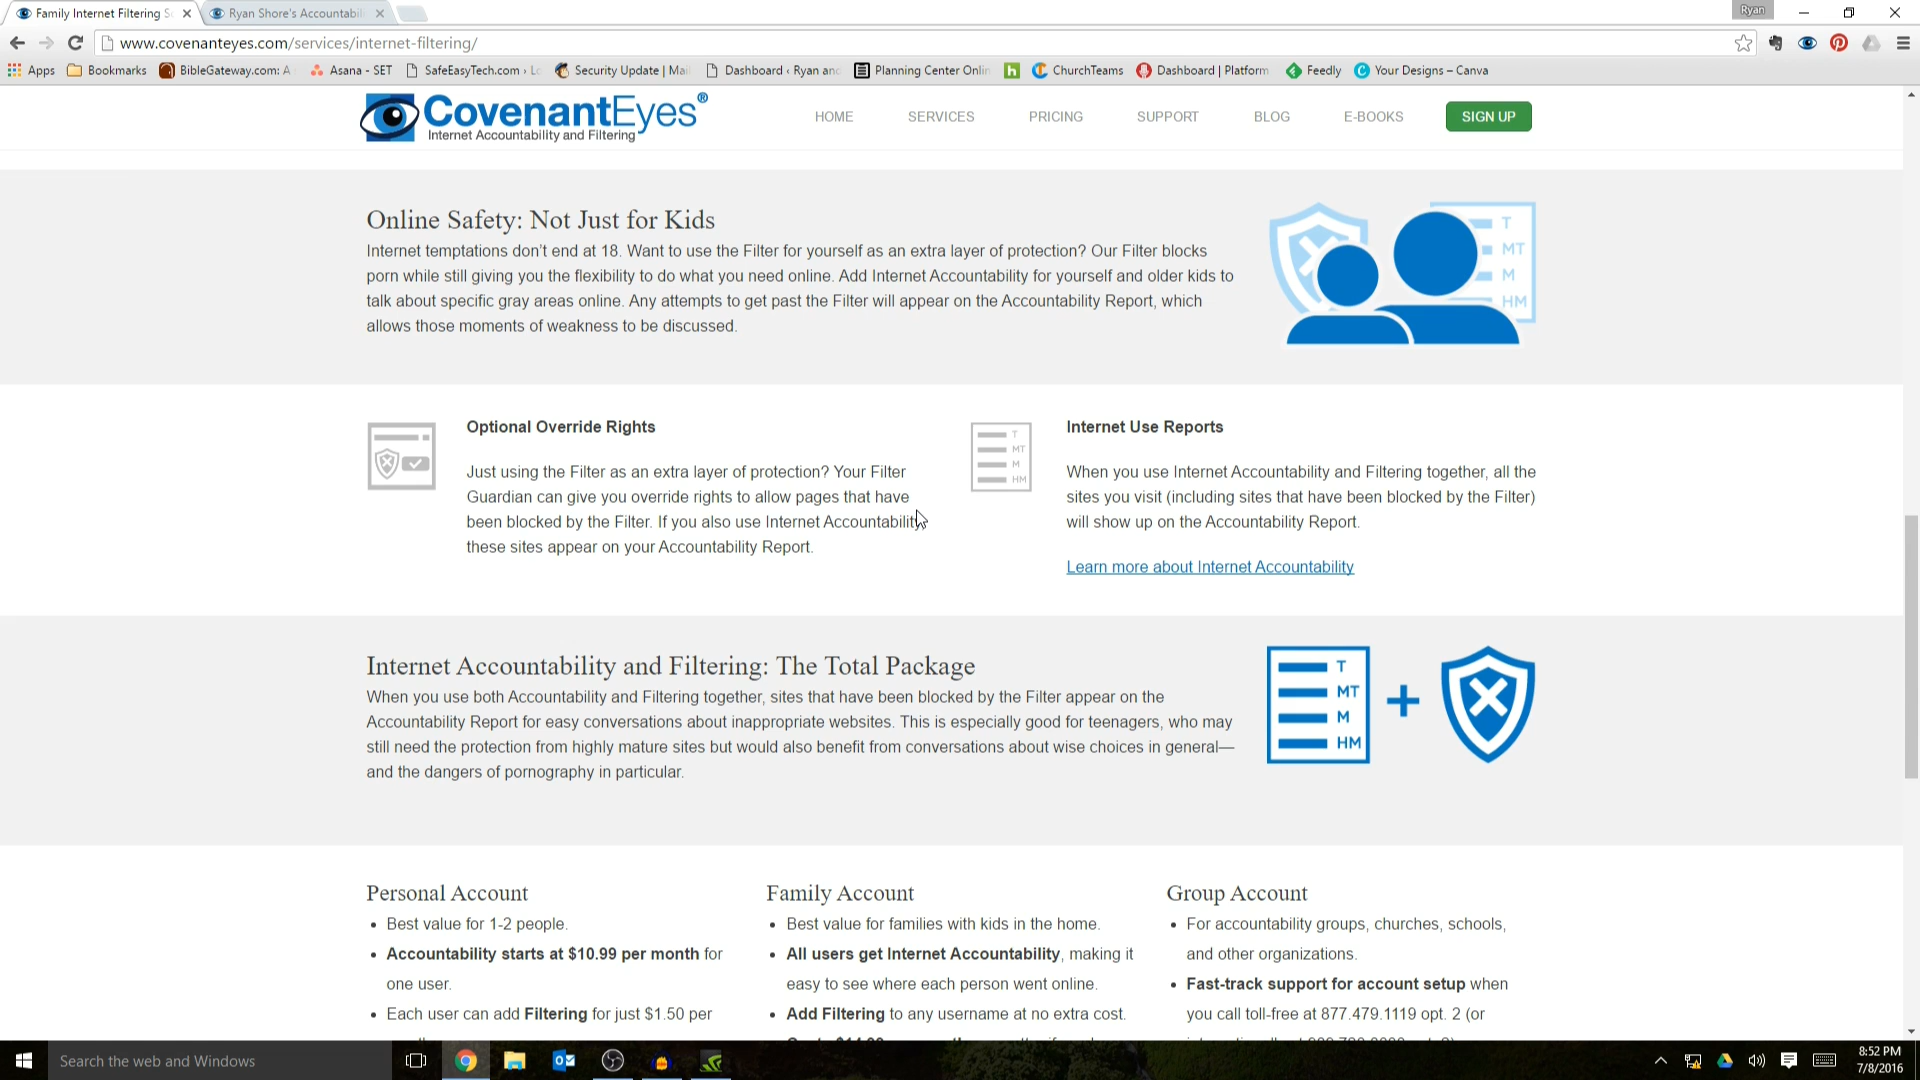 Family Internet Filtering S
Ryan Shore's Accountabil
Ryan
www.covenanteyes.com/services/internet-filtering/
Apps
Bookmarks
BibleGateway.com: A
Asana - SET
SafeEasyTech.com › Lo
Security Update | Mai
Dashboard ‹ Ryan and
Planning Center Onlin
h
ChurchTeams
Dashboard | Platform
Feedly
Your Designs – Canva
CovenantEyes®
Internet Accountability and Filtering
HOME
SERVICES
PRICING
SUPPORT
BLOG
E-BOOKS
SIGN UP
Online Safety: Not Just for Kids
Internet temptations don't end at 18. Want to use the Filter for yourself as an extra layer of protection? Our Filter blocks
porn while still giving you the flexibility to do what you need online. Add Internet Accountability for yourself and older kids to
talk about specific gray areas online. Any attempts to get past the Filter will appear on the Accountability Report, which
allows those moments of weakness to be discussed.
T
MT
M
HM
Optional Override Rights
Just using the Filter as an extra layer of protection? Your Filter
Guardian can give you override rights to allow pages that have
been blocked by the Filter. If you also use Internet Accountability
these sites appear on your Accountability Report.
T
MT
M
HM
Internet Use Reports
When you use Internet Accountability and Filtering together, all the
sites you visit (including sites that have been blocked by the Filter)
will show up on the Accountability Report.
Learn more about Internet Accountability
Internet Accountability and Filtering: The Total Package
When you use both Accountability and Filtering together, sites that have been blocked by the Filter appear on the
Accountability Report for easy conversations about inappropriate websites. This is especially good for teenagers, who may
still need the protection from highly mature sites but would also benefit from conversations about wise choices in general—
and the dangers of pornography in particular.
T
MT
M
HM
Personal Account
• Best value for 1-2 people.
• Accountability starts at $10.99 per month for
one user.
• Each user can add Filtering for just $1.50 per
Family Account
• Best value for families with kids in the home.
• All users get Internet Accountability, making it
easy to see where each person went online.
• Add Filtering to any username at no extra cost.
Group Account
• For accountability groups, churches, schools,
and other organizations.
• Fast-track support for account setup when
you call toll-free at 877.479.1119 opt. 2 (or
Search the web and Windows
8:52 PM
7/8/2016